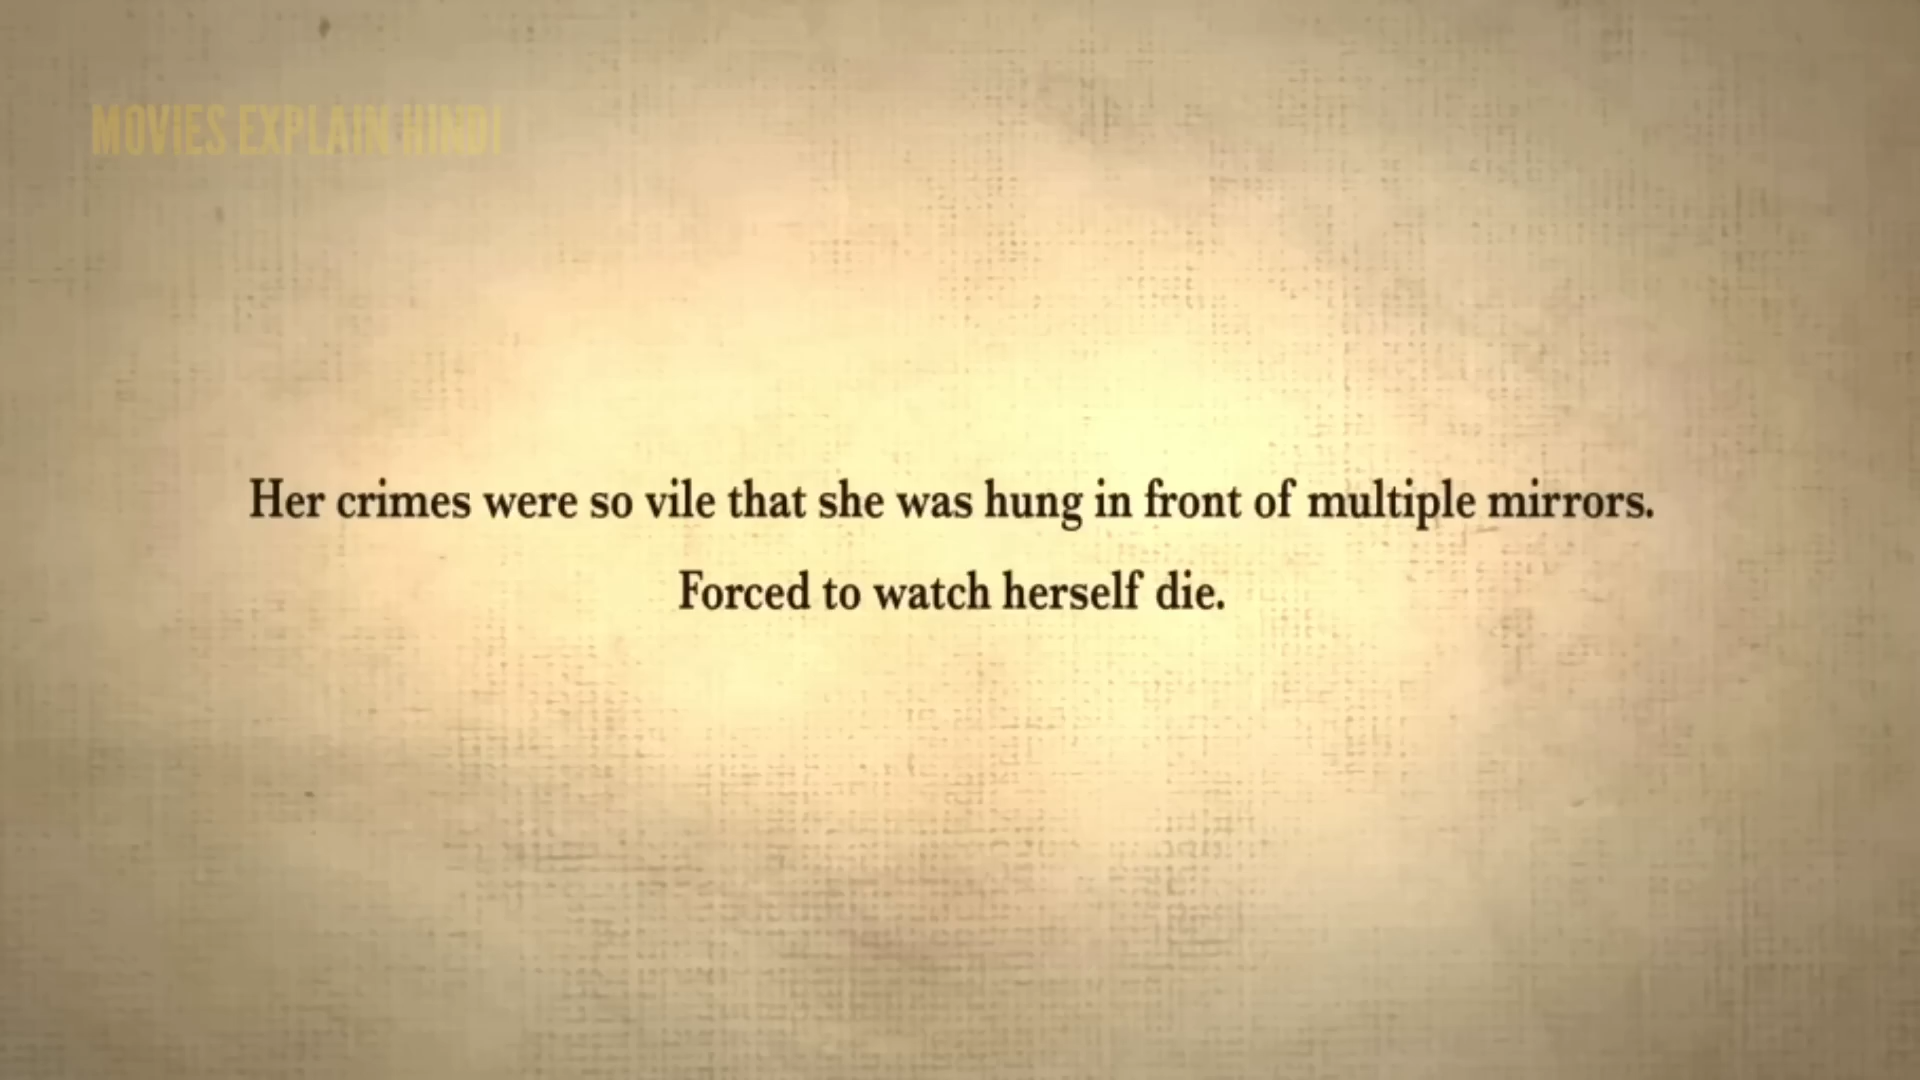 MOVIES EXPLAIN HINDI
Her crimes were so vile that she was hung in front of multiple mirrors.
Forced to watch herself die.